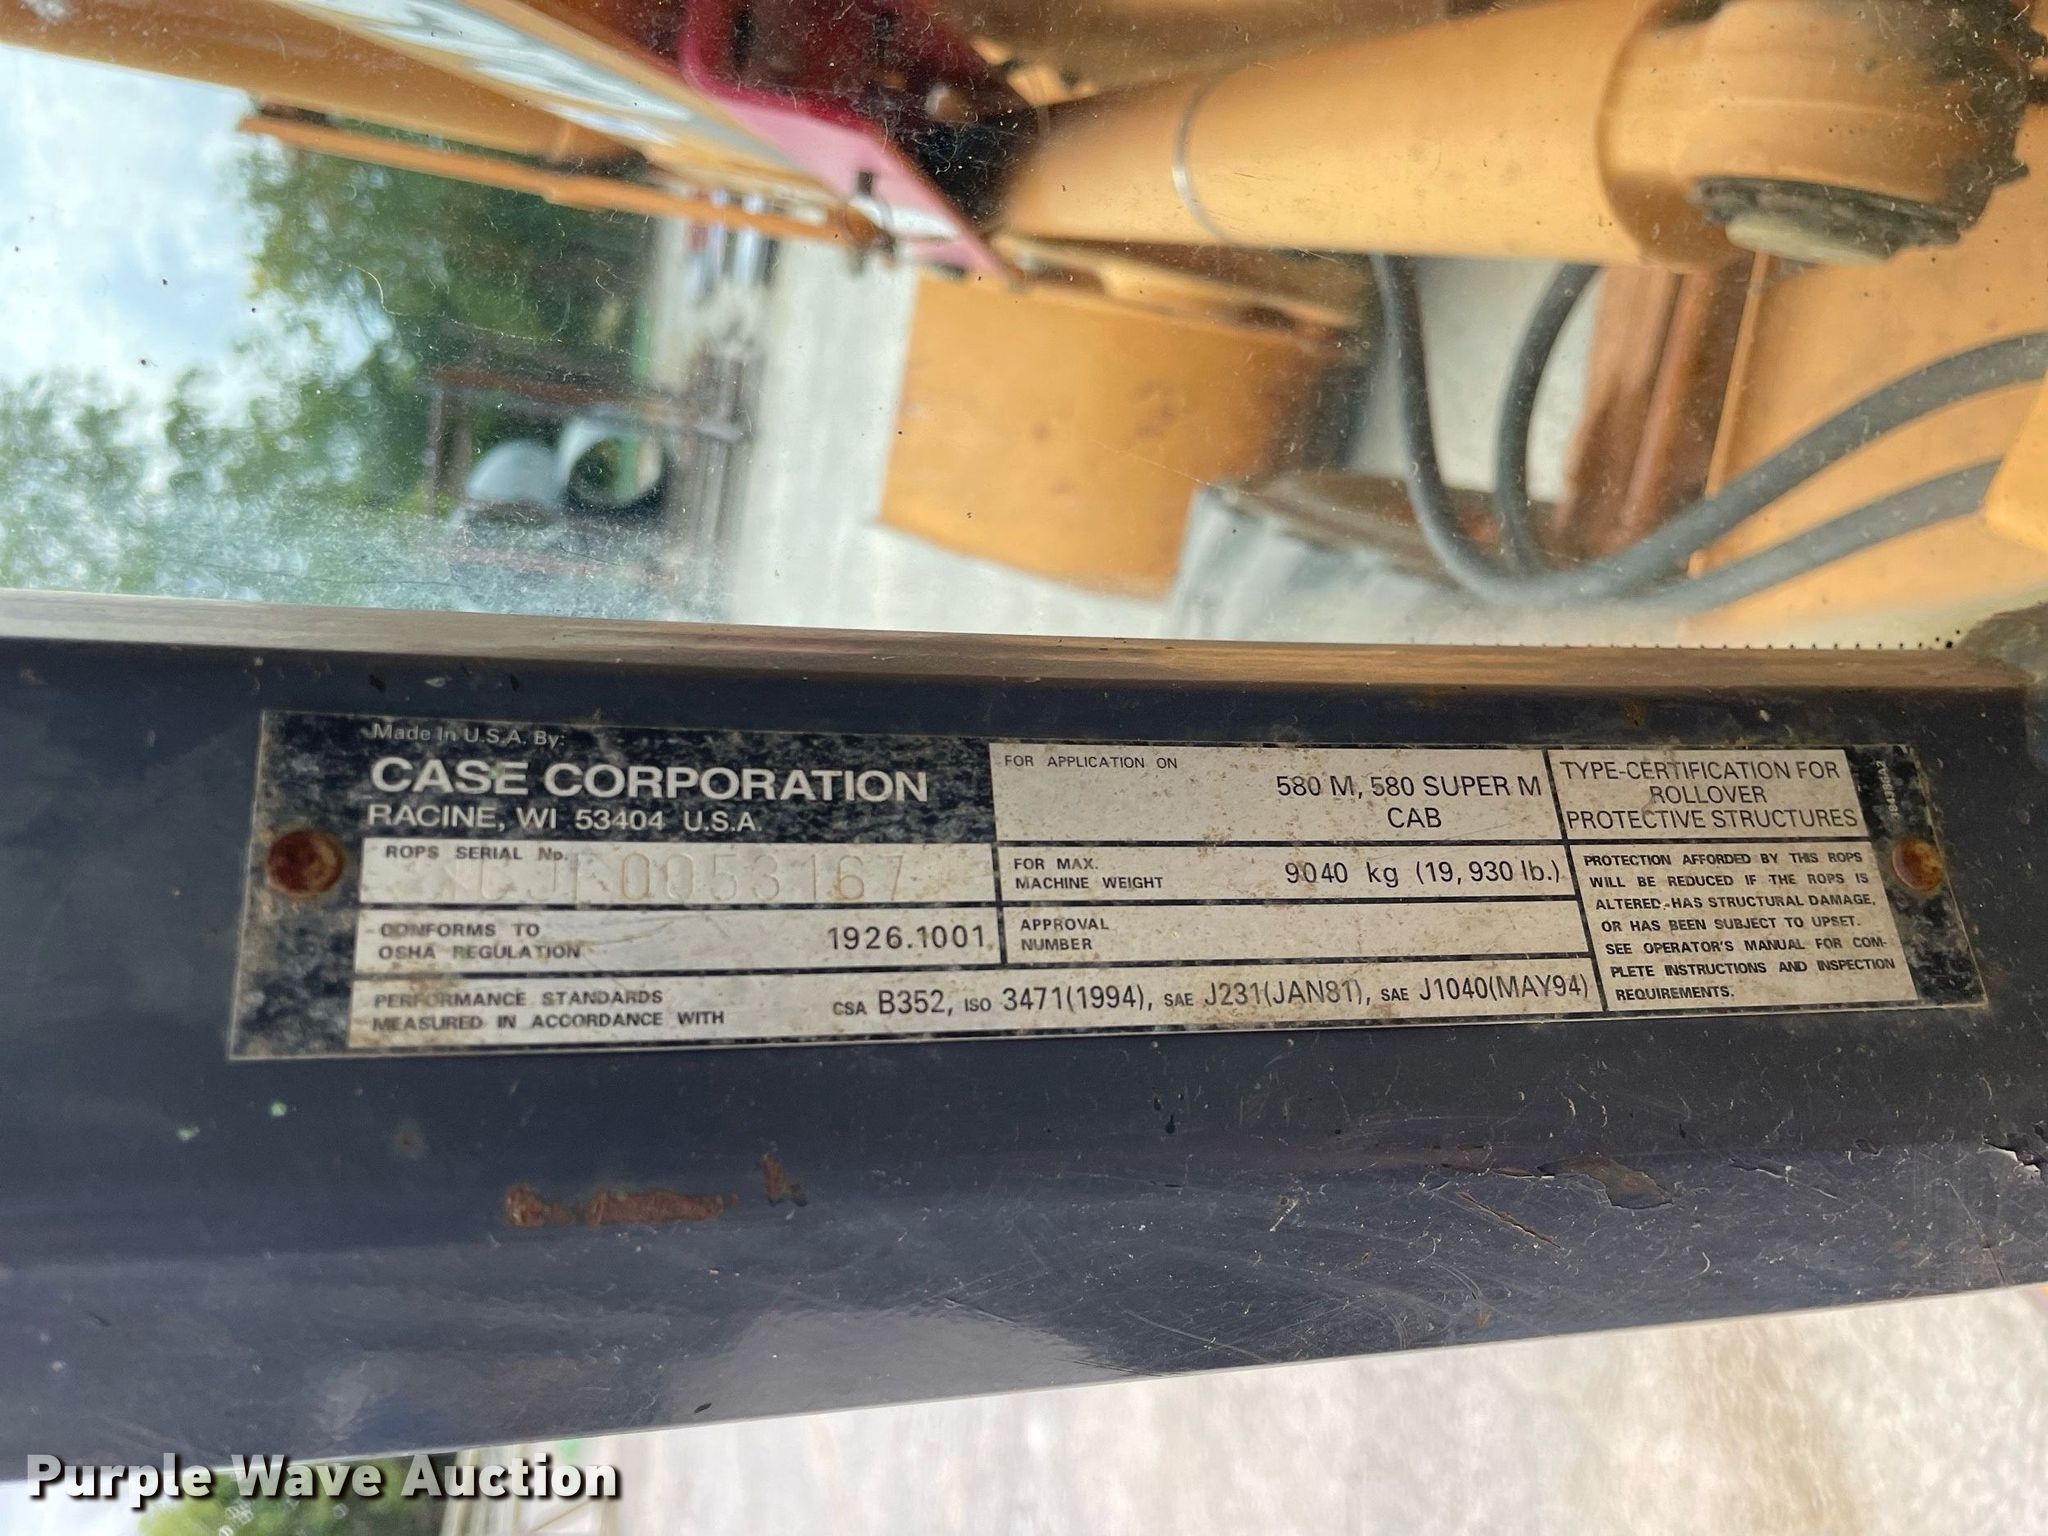 Made In U.S.A. By:
CASE CORPORATION
RACINE, WI 53404 U.S.A.
ROPS SERIAL No.
0053167
CONFORMS TO
OSHA REGULATION
1926.1001
PERFORMANCE STANDARDS
MEASURED IN ACCORDANCE WITH
CSA B352, ISO 3471(1994), SAE J231(JAN81), SAE J1040(MAY94)
FOR APPLICATION ON
580 M, 580 SUPER M
CAB
FOR MAX.
MACHINE WEIGHT
9040 kg (19,930 lb.)
APPROVAL
NUMBER
TYPE-CERTIFICATION FOR
ROLLOVER
PROTECTIVE STRUCTURES
PROTECTION AFFORDED BY THIS ROPS
WILL BE REDUCED IF THE ROPS IS
ALTERED, HAS STRUCTURAL DAMAGE,
OR HAS BEEN SUBJECT TO UPSET.
SEE OPERATOR'S MANUAL FOR COM-
PLETE INSTRUCTIONS AND INSPECTION
REQUIREMENTS.
Purple Wave Auction